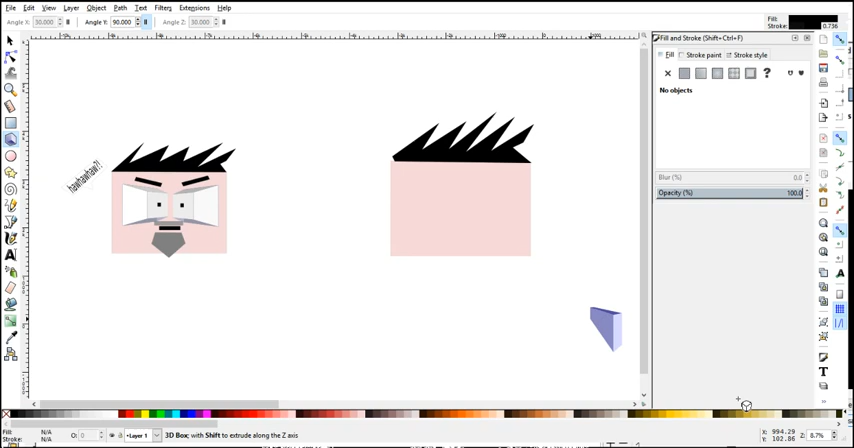 File Edit View Layer Object Path Text Filters Extensions Help
Angle X: 30.000 Angle Y: 90.000 Angle Z: 30.000 Fill:
Stroke: 0.736
Fill and Stroke (Shift+Ctrl+F)
Fill Stroke paint Stroke style
?
No objects
hawhawhaw?!
Blur (%) 0.0
Opacity (%) 100.0
Fill: N/A
Stroke: N/A
O: 0
Layer 1
3D Box; with Shift to extrude along the Z axis
X: 994.29
Y: 102.86
Z: 8.7%